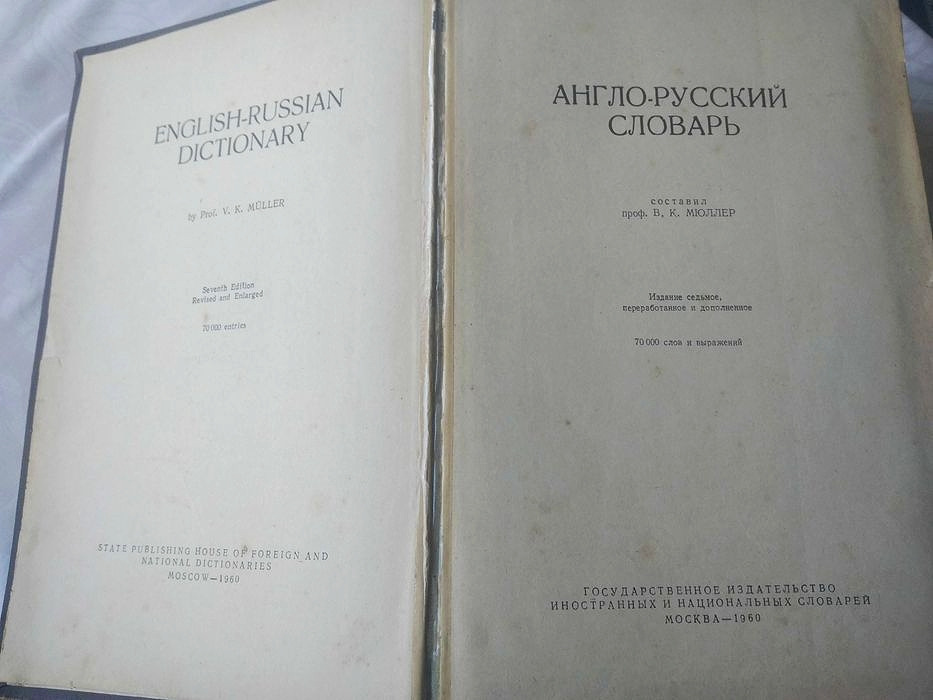 ENGLISH-RUSSIAN
DICTIONARY
by Prof. V. K. MÜLLER
Seventh Edition
Revised and Enlarged
70 000 entries
STATE PUBLISHING HOUSE OF FOREIGN AND
NATIONAL DICTIONARIES
MOSCOW—1960
АНГЛО-РУССКИЙ
СЛОВАРЬ
составил
проф. В. К. МЮЛЛЕР
Издание седьмое,
переработанное и дополненное
70 000 слов и выражений
ГОСУДАРСТВЕННОЕ ИЗДАТЕЛЬСТВО
ИНОСТРАННЫХ И НАЦИОНАЛЬНЫХ СЛОВАРЕЙ
МОСКВА—1960